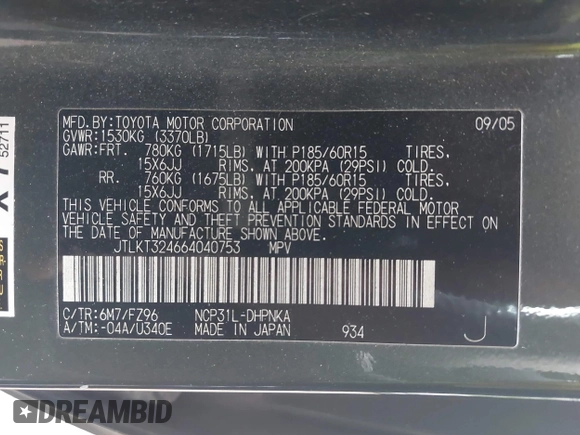 MFD.BY:TOYOTA MOTOR CORPORATION 09/05
GVWR:1530KG (3370LB)
GAWR:FRT. 780KG (1715LB) WITH P185/60R15 TIRES,
15X6JJ RIMS, AT 200KPA (29PSI) COLD.
RR. 760KG (1675LB) WITH P185/60R15 TIRES,
15X6JJ RIMS, AT 200KPA (29PSI) COLD.
THIS VEHICLE CONFORMS TO ALL APPLICABLE FEDERAL MOTOR
VEHICLE SAFETY AND THEFT PREVENTION STANDARDS IN EFFECT ON
THE DATE OF MANUFACTURE SHOWN ABOVE.
JTLKT324664040753 MPV
C/TR:6M7/FZ96 NCP31L-DHPNKA
A/TM:-04A/U340E MADE IN JAPAN 934 J
52711
DREAMBID